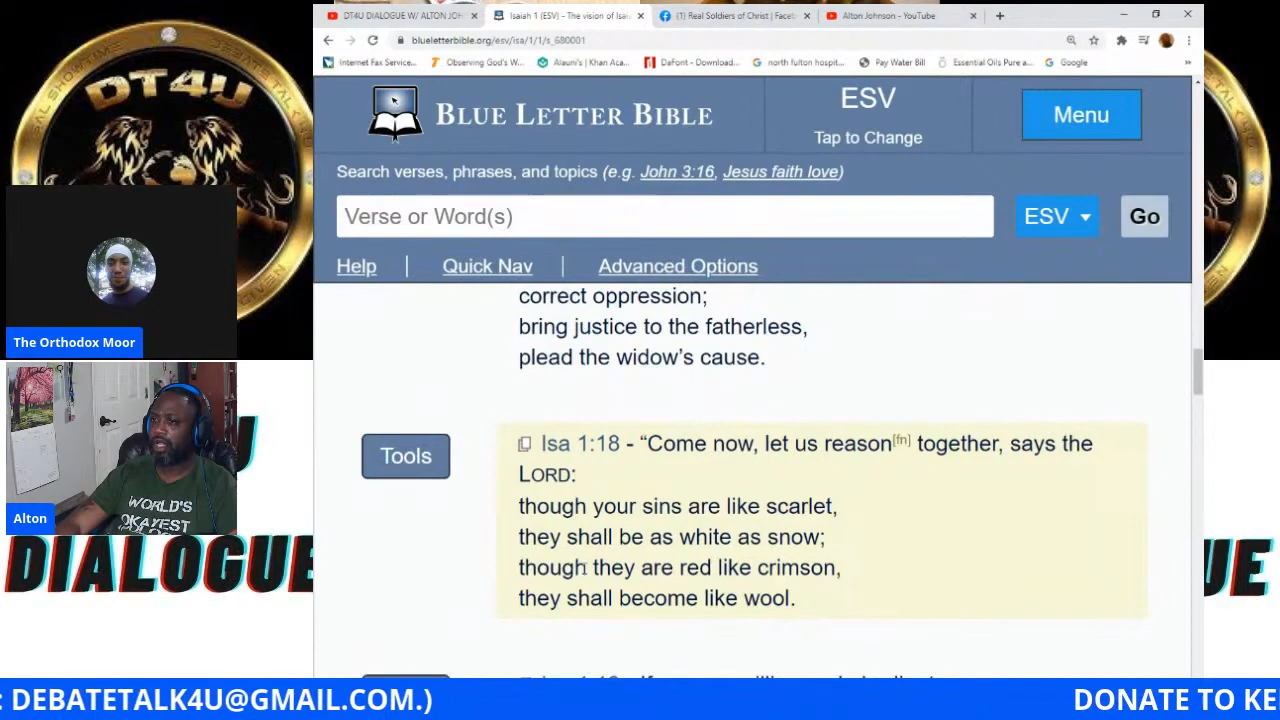 DT4U DIALOGUE W/ ALTON JOH
Isaiah 1 (ESV) - The vision of Isai
(1) Real Soldiers of Christ | Faceb
Alton Johnson - YouTube
blueletterbible.org/esv/isa/1/1/s_680001
Internet Fax Service...
Observing God's W...
Alauni's | Khan Aca...
DaFont - Download...
north fulton hospit...
Pay Water Bill
Essential Oils Pure a...
Google
BLUE LETTER BIBLE
ESV
Tap to Change
Menu
Search verses, phrases, and topics (e.g. John 3:16, Jesus faith love)
Verse or Word(s)
ESV
Go
Help
Quick Nav
Advanced Options
correct oppression;
bring justice to the fatherless,
plead the widow's cause.
Tools
Isa 1:18 - “Come now, let us reason[fn] together, says the
LORD:
though your sins are like scarlet,
they shall be as white as snow;
though they are red like crimson,
they shall become like wool.
DT4U
The Orthodox Moor
WORLD'S
OKAYEST
Alton
DIALOGUE
: DEBATETALK4U@GMAIL.COM.)
DONATE TO KE